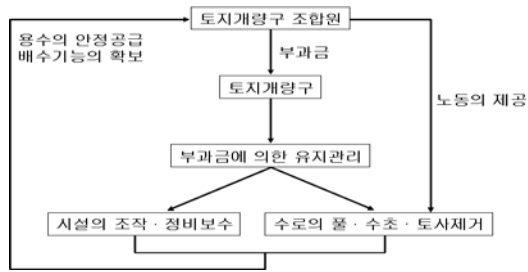 토지개량구 조합원
용수의 안정공급
배수기능의 확보
부과금
토지개량구
노동의 제공
부과금에 의한 유지관리
시설의 조작 · 정비보수
수로의 풀 · 수초 · 토사제거